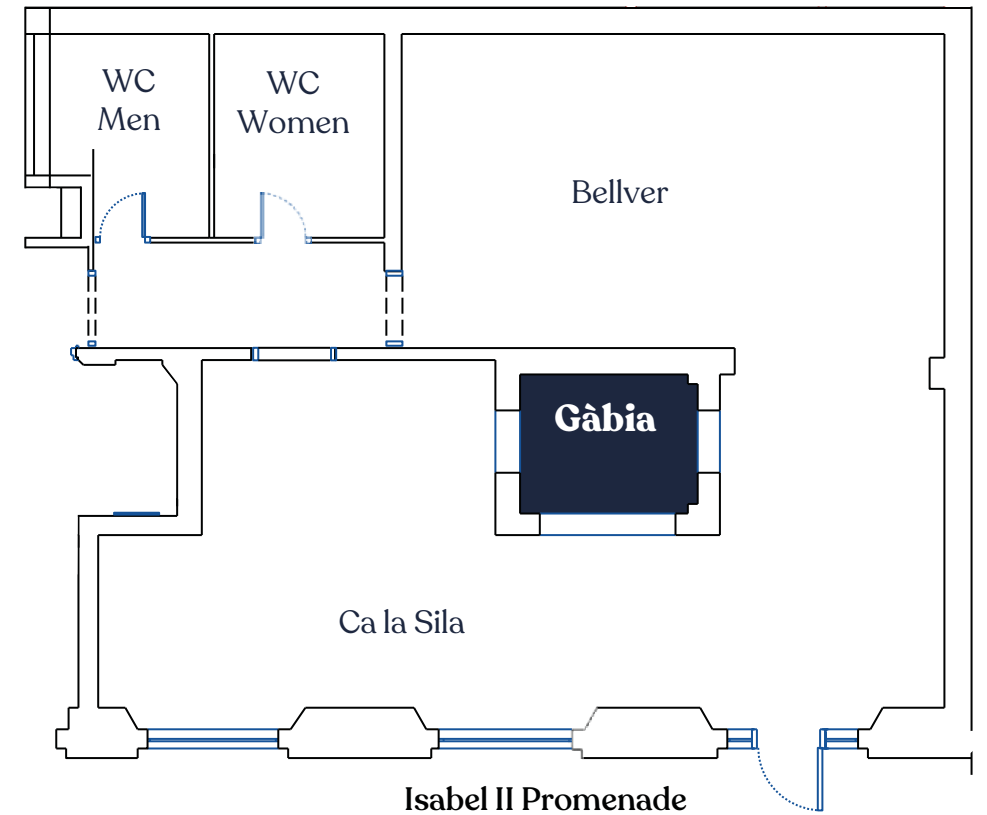 WC
Men
WC
Women
Bellver
Gàbia
Ca la Sila
Isabel II Promenade